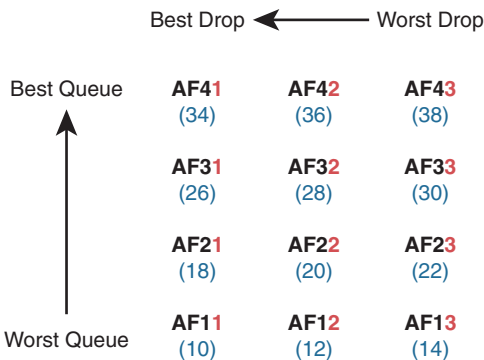 Best Drop Worst Drop
Best Queue AF41 AF42 AF43
(34) (36) (38)
AF31 AF32 AF33
(26) (28) (30)
AF21 AF22 AF23
(18) (20) (22)
Worst Queue AF11 AF12 AF13
(10) (12) (14)